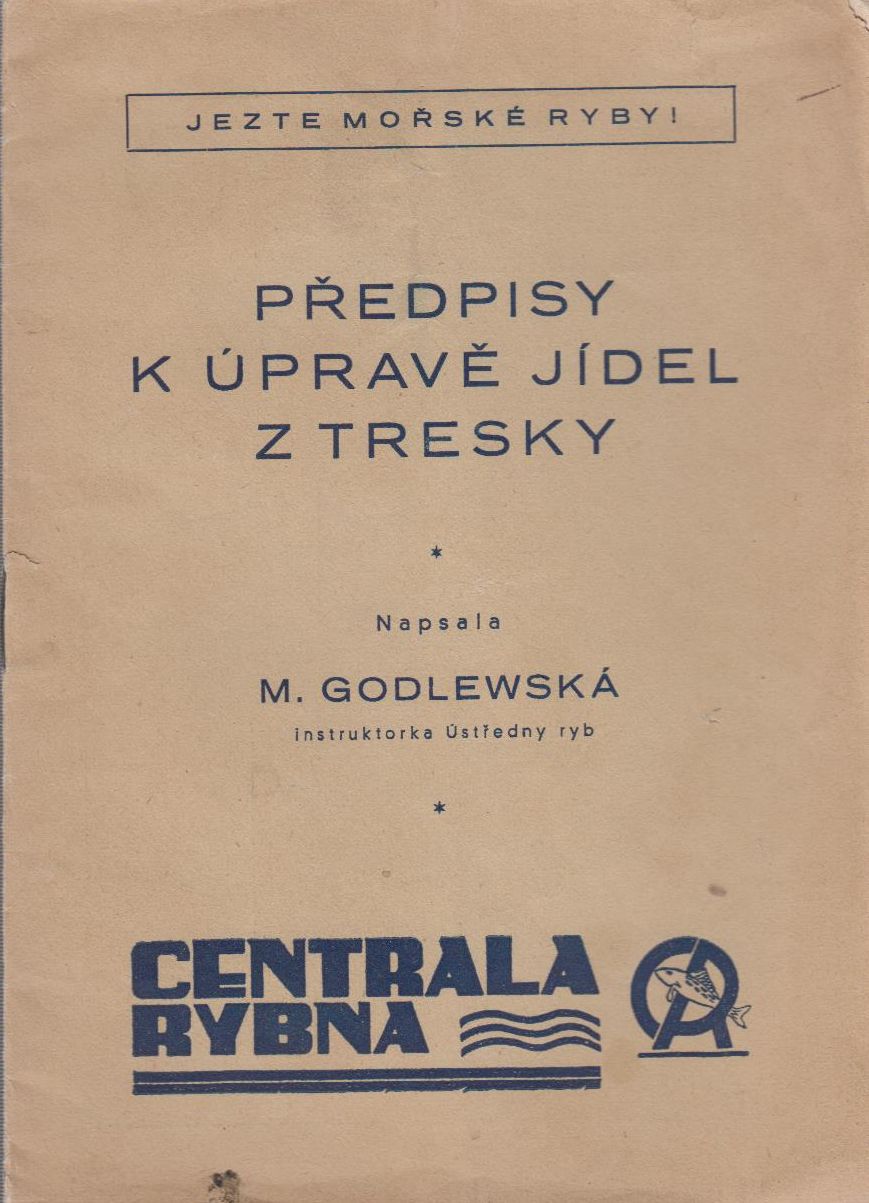 JEZTE MOŘSKÉ RYBY!
PŘEDPISY
K ÚPRAVĚ JÍDEL
Z TRESKY
*
Napsala
M. GODLEWSKÁ
instruktorka Ústředny ryb
*
CENTRALA
RYBNA